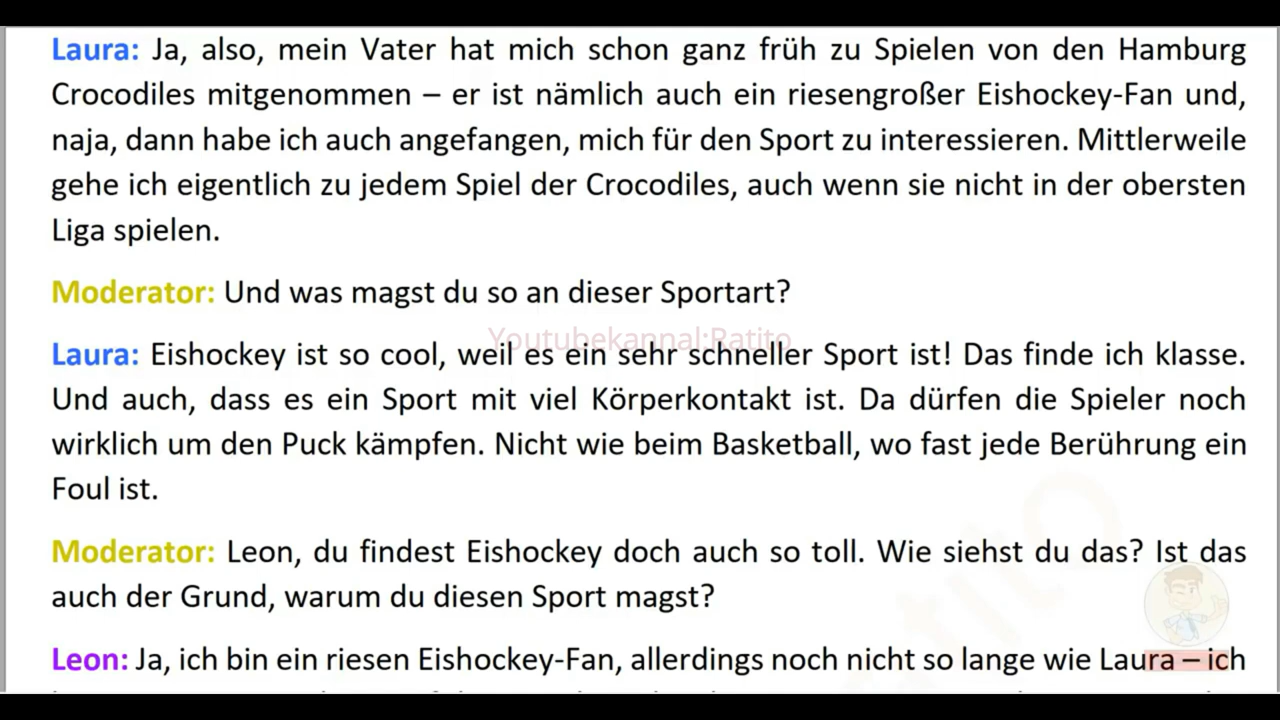 Laura: Ja, also, mein Vater hat mich schon ganz früh zu Spielen von den Hamburg
Crocodiles mitgenommen – er ist nämlich auch ein riesengroßer Eishockey-Fan und,
naja, dann habe ich auch angefangen, mich für den Sport zu interessieren. Mittlerweile
gehe ich eigentlich zu jedem Spiel der Crocodiles, auch wenn sie nicht in der obersten
Liga spielen.
Moderator: Und was magst du so an dieser Sportart?
Youtubekannal:Ratito
Laura: Eishockey ist so cool, weil es ein sehr schneller Sport ist! Das finde ich klasse.
Und auch, dass es ein Sport mit viel Körperkontakt ist. Da dürfen die Spieler noch
wirklich um den Puck kämpfen. Nicht wie beim Basketball, wo fast jede Berührung ein
Foul ist.
Moderator: Leon, du findest Eishockey doch auch so toll. Wie siehst du das? Ist das
auch der Grund, warum du diesen Sport magst?
Leon: Ja, ich bin ein riesen Eishockey-Fan, allerdings noch nicht so lange wie Laura – ich